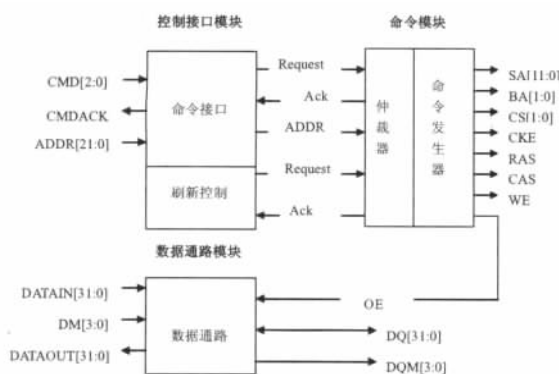 控制接口模块
命令模块
CMD[2:0]
CMDACK
ADDR[21:0]
命令接口
刷新控制
Request
Ack
ADDR
Request
Ack
仲裁器
命令发生器
SA[11:0]
BA[1:0]
CS[1:0]
CKE
RAS
CAS
WE
数据通路模块
DATAIN[31:0]
DM[3:0]
DATAOUT[31:0]
数据通路
OE
DQ[31:0]
DQM[3:0]